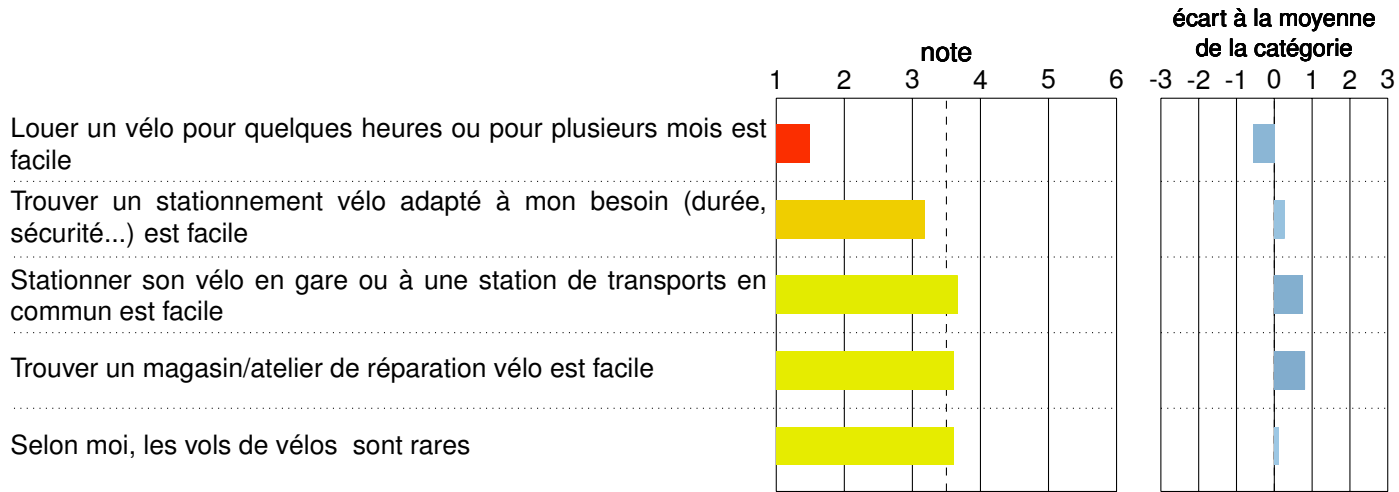 écart à la moyenne
de la catégorie
note
1 2 3 4 5 6
-3 -2 -1 0 1 2 3
Louer un vélo pour quelques heures ou pour plusieurs mois est
facile
Trouver un stationnement vélo adapté à mon besoin (durée,
sécurité...) est facile
Stationner son vélo en gare ou à une station de transports en
commun est facile
Trouver un magasin/atelier de réparation vélo est facile
Selon moi, les vols de vélos sont rares